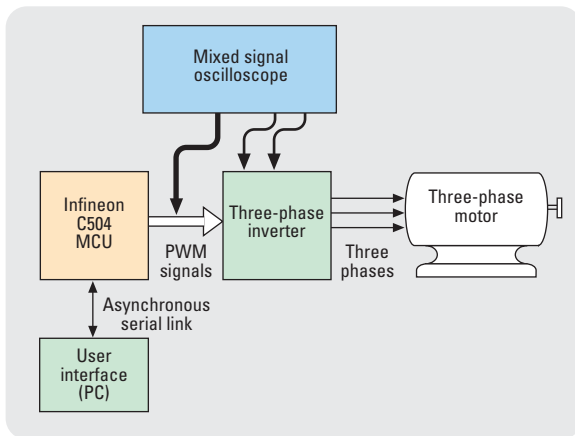 Mixed signal
oscilloscope
Infineon
C504
MCU
PWM
signals
Three-phase
inverter
Three
phases
Three-phase
motor
Asynchronous
serial link
User
interface
(PC)